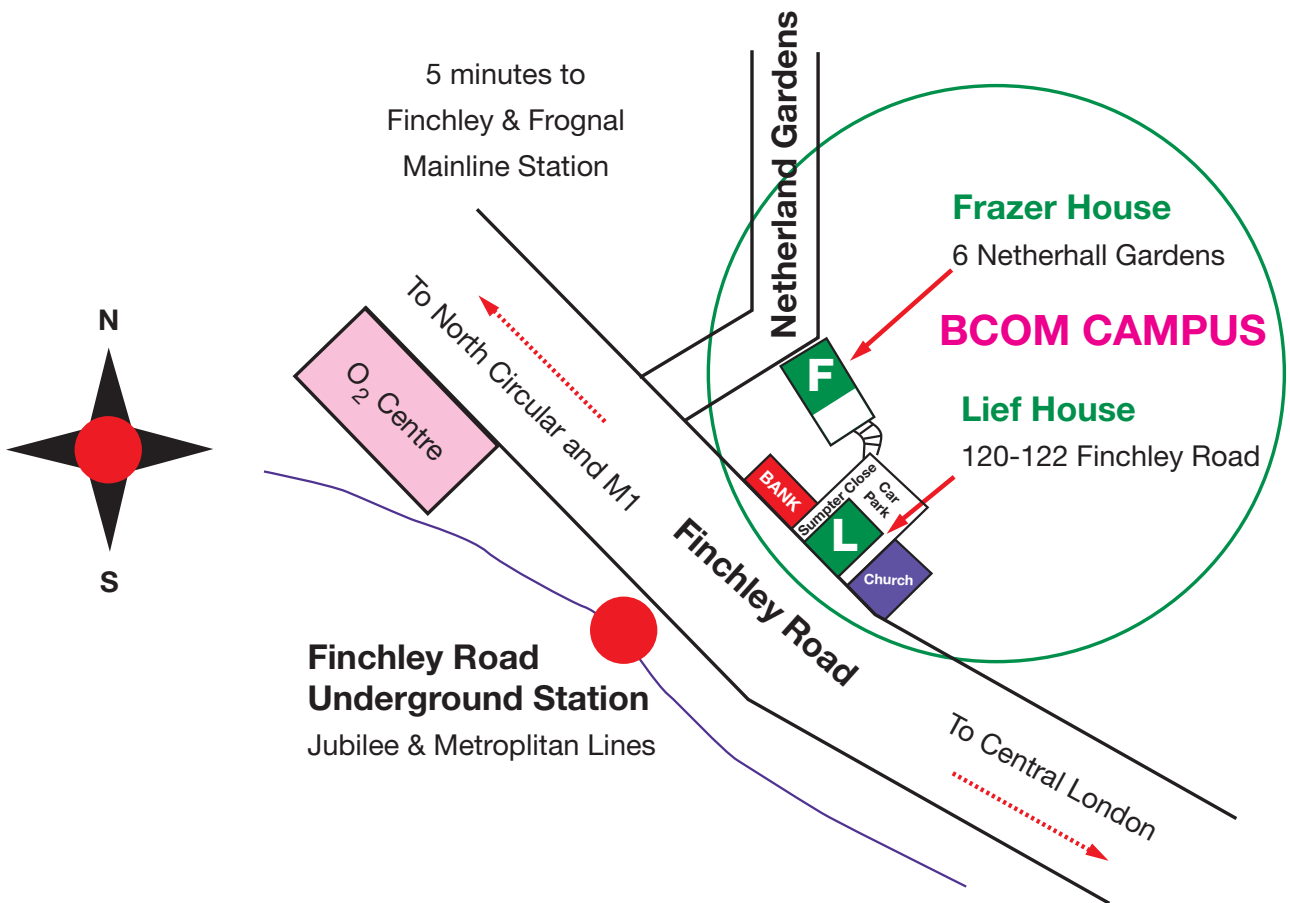 5 minutes to
Finchley & Frognal
Mainline Station
Netherland Gardens
Frazer House
6 Netherhall Gardens
BCOM CAMPUS
Lief House
120-122 Finchley Road
N
S
To North Circular and M1
O2 Centre
F
BANK
Sumpter Close
Car
Park
L
Church
Finchley Road
Finchley Road
Underground Station
Jubilee & Metroplitan Lines
To Central London